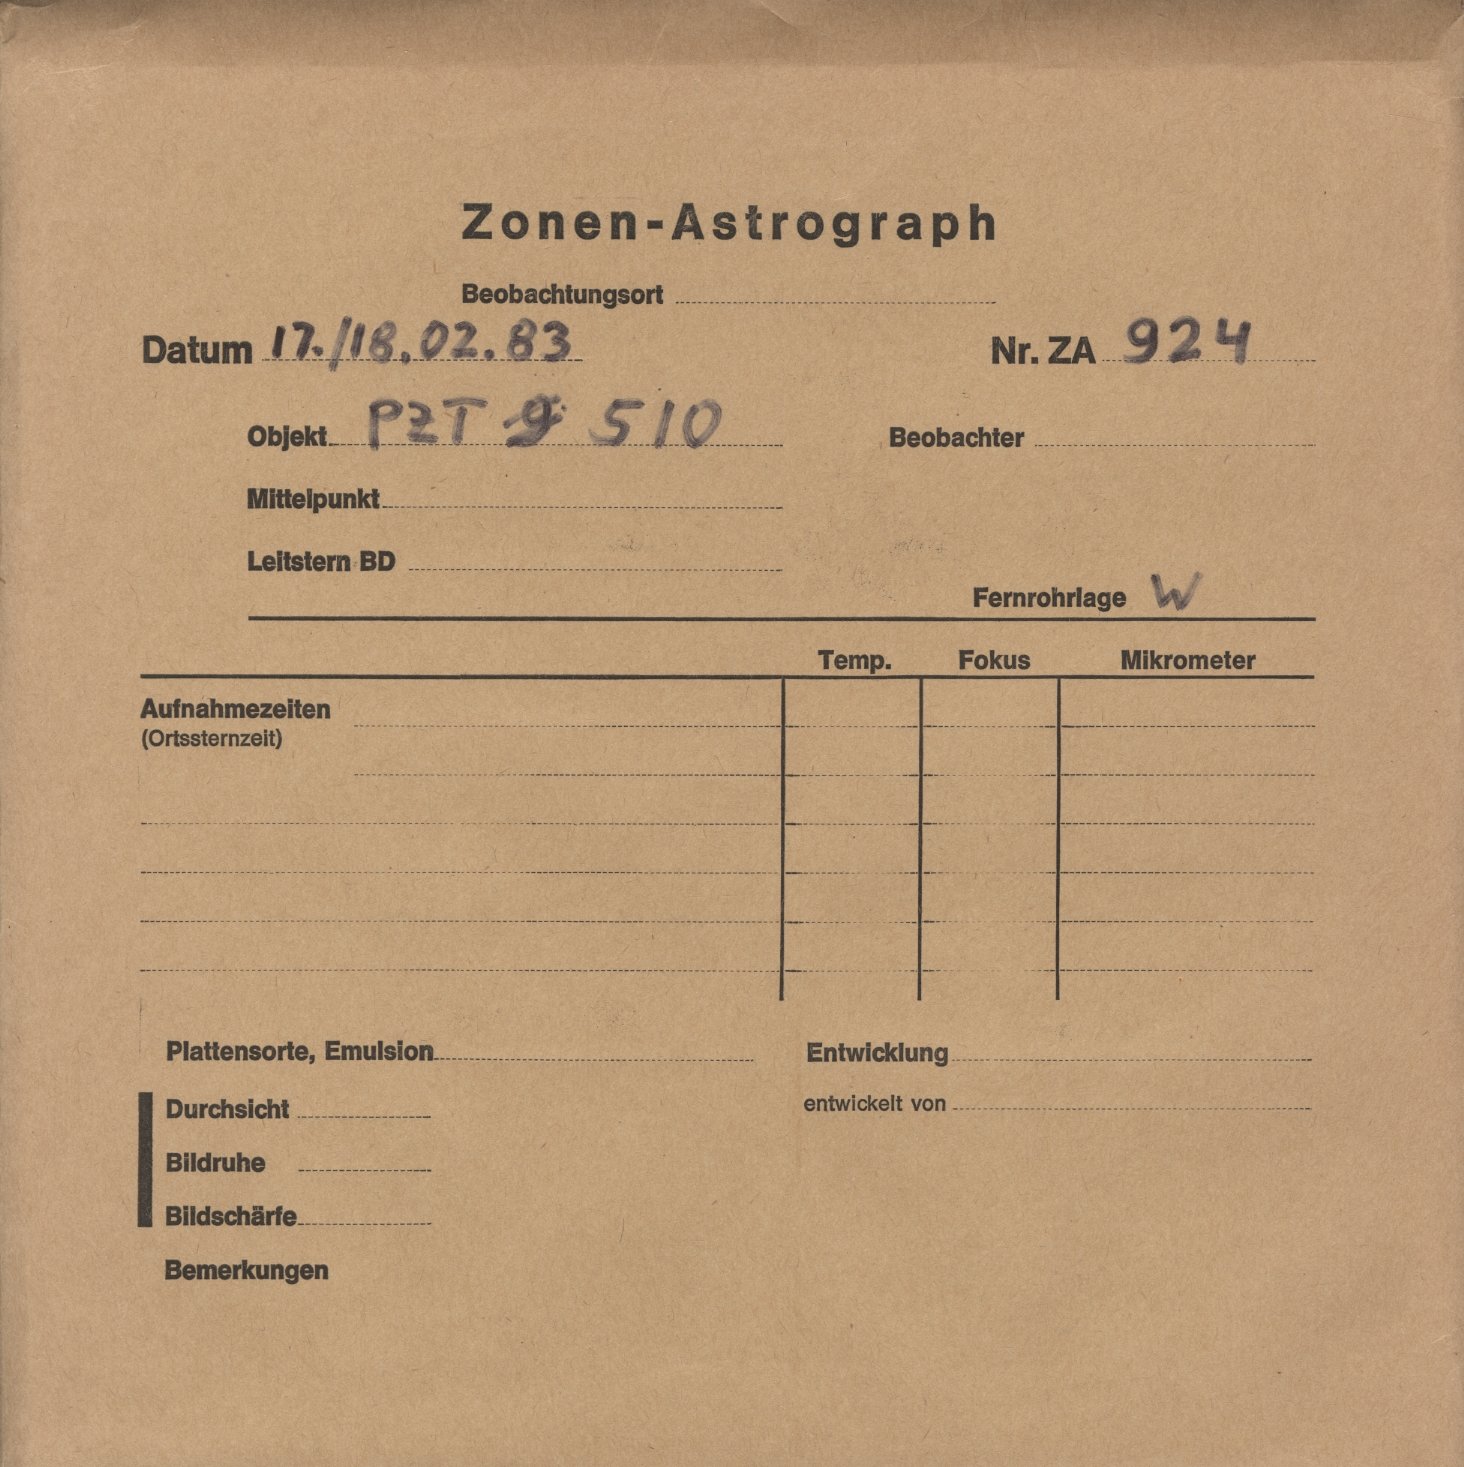 Zonen-Astrograph
Beobachtungsort
Datum 17./18.02.83 Nr. ZA 924
Objekt PZT 510 Beobachter
Mittelpunkt
Leitstern BD
Fernrohrlage W
Temp. Fokus Mikrometer
Aufnahmezeiten
(Ortssternzeit)
Plattensorte, Emulsion Entwicklung
Durchsicht entwickelt von
Bildruhe
Bildschärfe
Bemerkungen